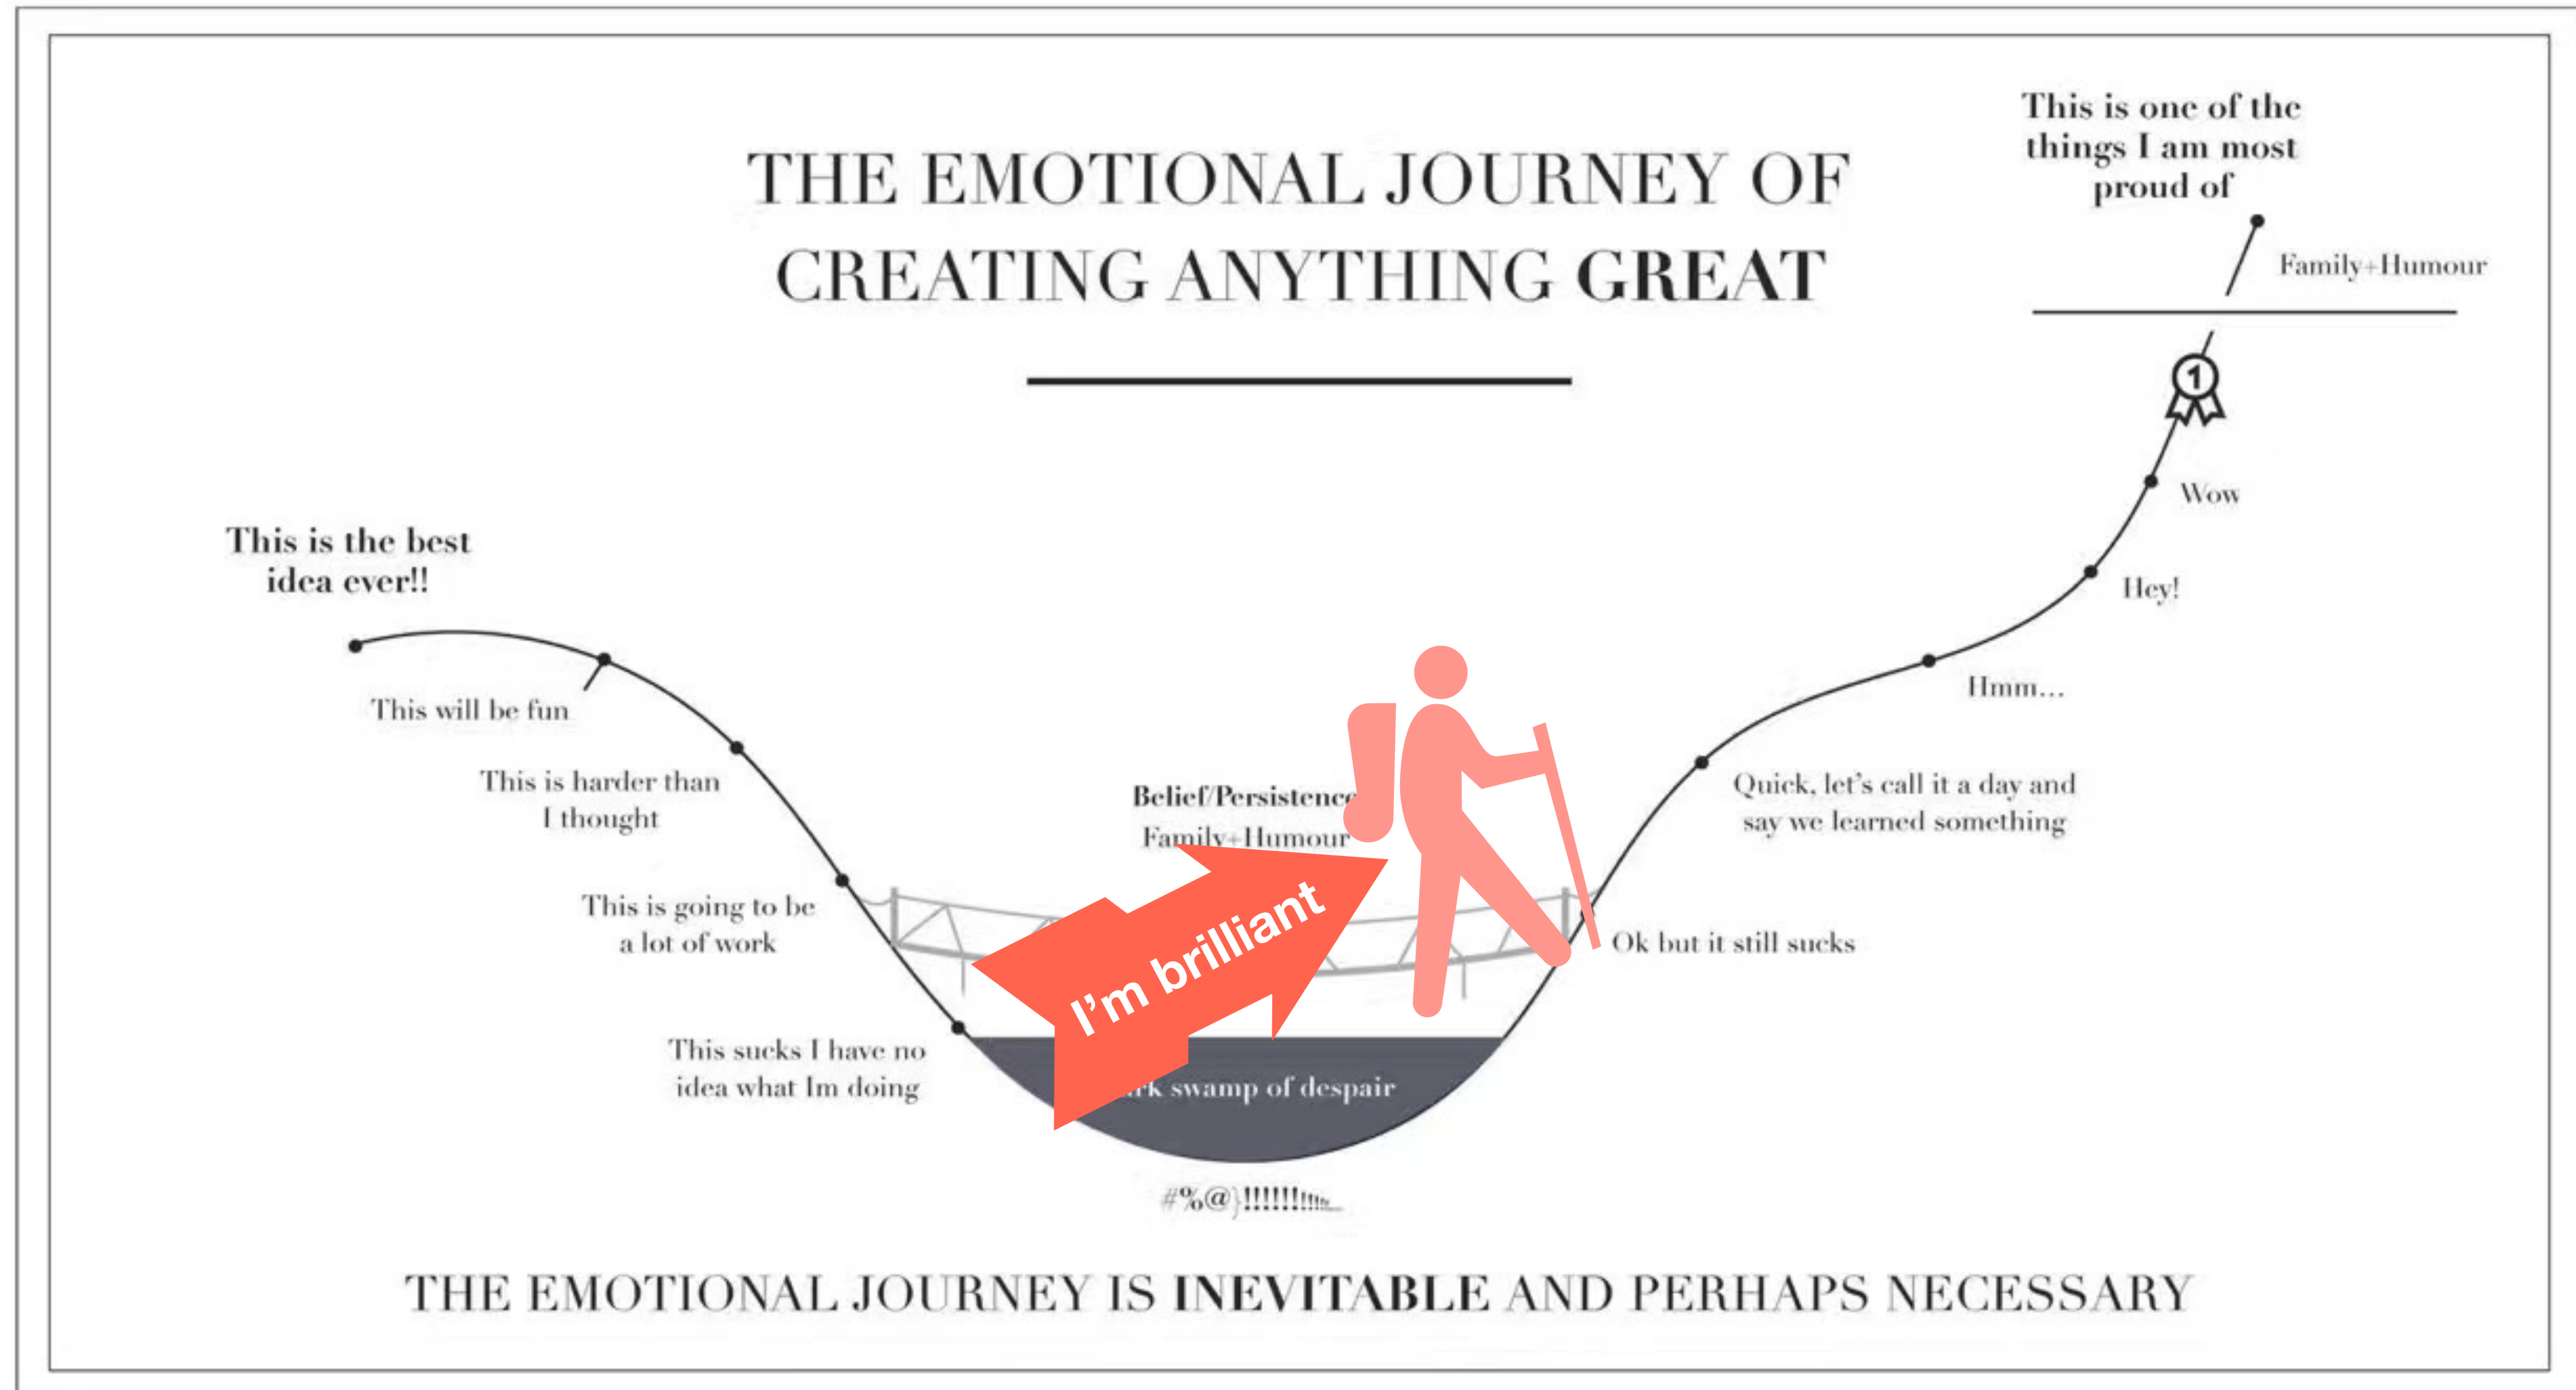 THE EMOTIONAL JOURNEY OF
CREATING ANYTHING GREAT
This is one of the
things I am most
proud of
Family+Humour
1
Wow
Hey!
Hmm...
Quick, let's call it a day and
say we learned something
Ok but it still sucks
This is the best
idea ever!!
This will be fun
This is harder than
I thought
This is going to be
a lot of work
This sucks I have no
idea what Im doing
Belief/Persistence
Family+Humour
I'm brilliant
swamp of despair
#%@}!!!!!!!!!!!!
THE EMOTIONAL JOURNEY IS INEVITABLE AND PERHAPS NECESSARY